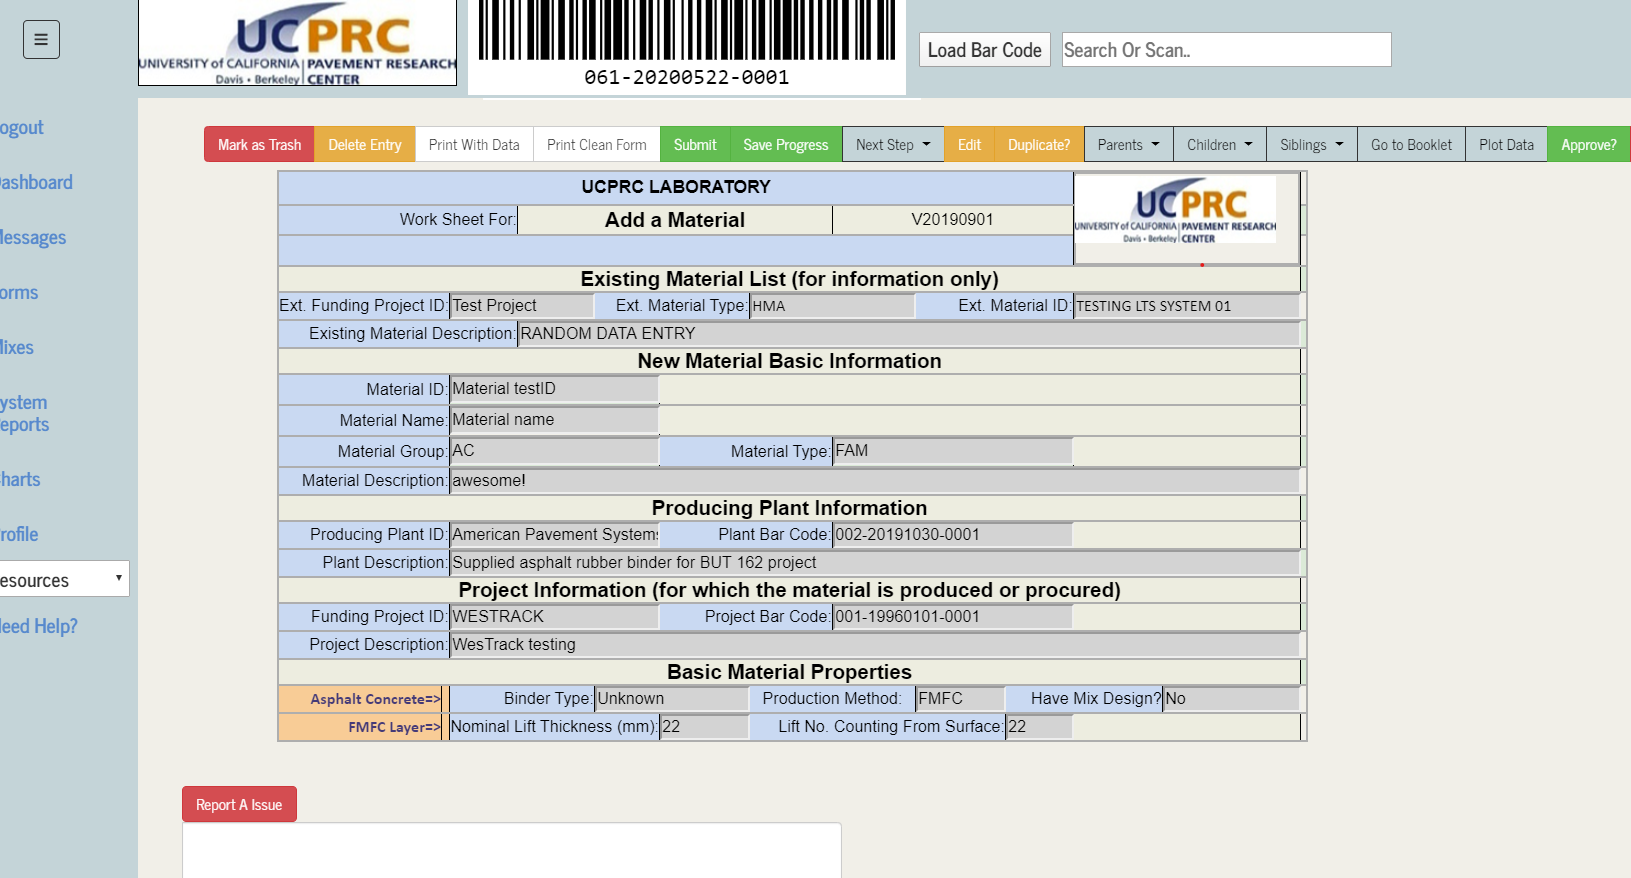 ☰
UCPRC
UNIVERSITY of CALIFORNIA | PAVEMENT RESEARCH
Davis • Berkeley | CENTER
061-20200522-0001
Load Bar Code
Search Or Scan..
ogout
ashboard
essages
orms
ixes
ystem
eports
harts
rofile
esources
eed Help?
Mark as Trash Delete Entry Print With Data Print Clean Form Submit Save Progress Next Step Edit Duplicate? Parents Children Siblings Go to Booklet Plot Data Approve?
UCPRC LABORATORY
Work Sheet For: Add a Material V20190901
UCPRC
UNIVERSITY of CALIFORNIA | PAVEMENT RESEARCH
Davis • Berkeley | CENTER
Existing Material List (for information only)
Ext. Funding Project ID: Test Project Ext. Material Type: HMA Ext. Material ID: TESTING LTS SYSTEM 01
Existing Material Description: RANDOM DATA ENTRY
New Material Basic Information
Material ID: Material testID
Material Name: Material name
Material Group: AC Material Type: FAM
Material Description: awesome!
Producing Plant Information
Producing Plant ID: American Pavement Systems Plant Bar Code: 002-20191030-0001
Plant Description: Supplied asphalt rubber binder for BUT 162 project
Project Information (for which the material is produced or procured)
Funding Project ID: WESTRACK Project Bar Code: 001-19960101-0001
Project Description: WesTrack testing
Basic Material Properties
Asphalt Concrete=> Binder Type: Unknown Production Method: FMFC Have Mix Design? No
FMFC Layer=> Nominal Lift Thickness (mm): 22 Lift No. Counting From Surface: 22
Report A Issue